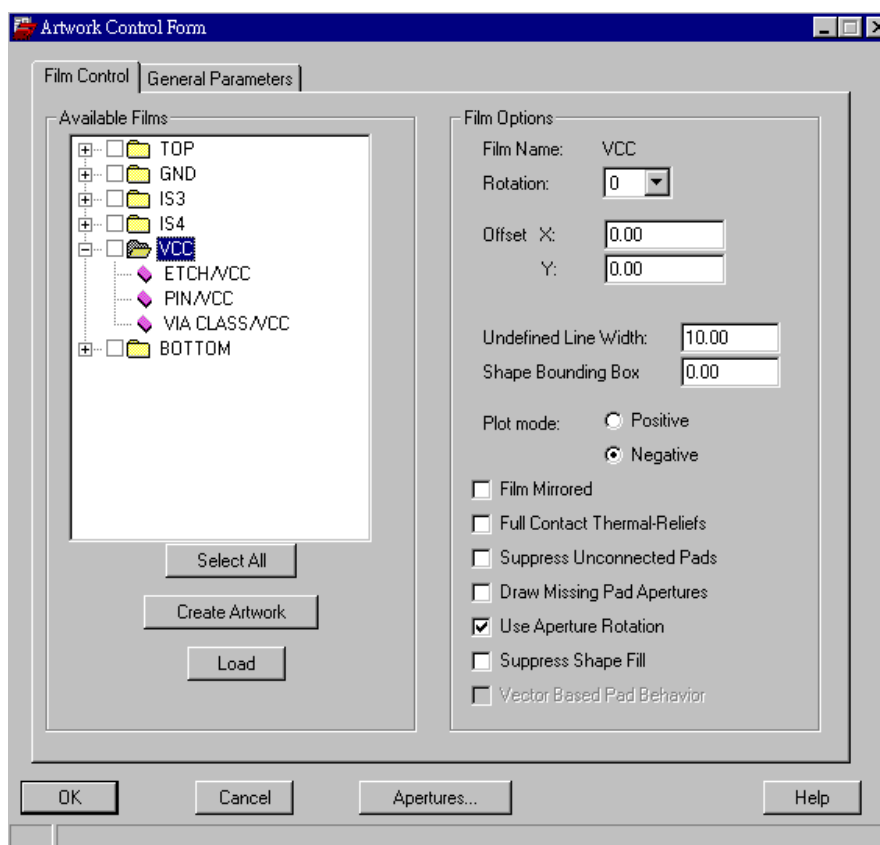 Artwork Control Form
Film Control
General Parameters
Available Films
TOP
GND
IS3
IS4
VCC
ETCH/VCC
PIN/VCC
VIA CLASS/VCC
BOTTOM
Select All
Create Artwork
Load
Film Options
Film Name: VCC
Rotation: 0
Offset X: 0.00
Y: 0.00
Undefined Line Width: 10.00
Shape Bounding Box 0.00
Plot mode: Positive
Negative
Film Mirrored
Full Contact Thermal-Reliefs
Suppress Unconnected Pads
Draw Missing Pad Apertures
Use Aperture Rotation
Suppress Shape Fill
Vector Based Pad Behavior
OK
Cancel
Apertures...
Help